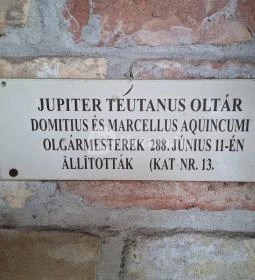 JUPITER TEUTANUS OLTÁR
DOMITIUS ÉS MARCELLUS AQUINCUMI
OLGÁRMESTEREK 288. JÚNIUS 11-ÉN
ÁLLÍTOTTÁK (KAT NR. 13.